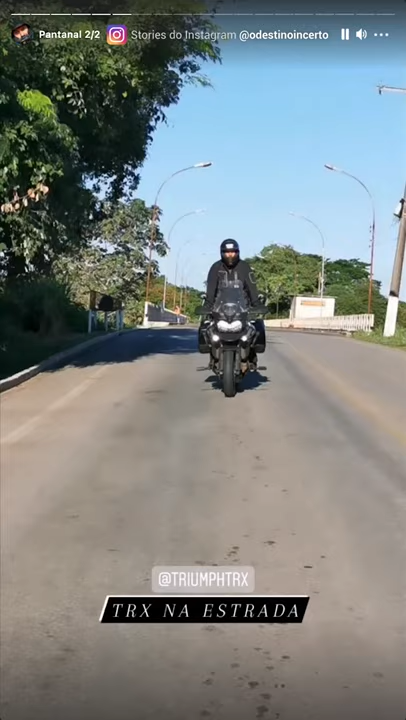 Pantanal 2/2 Stories do Instagram @odestinoincerto
@TRIUMPHTRX
TRX NA ESTRADA